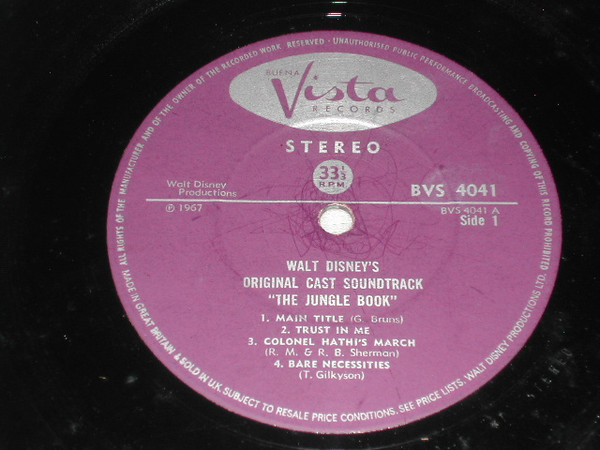 ALL RIGHTS OF THE MANUFACTURER AND OF THE OWNER OF THE RECORDED WORK RESERVED - UNAUTHORISED PUBLIC PERFORMANCE BROADCASTING AND COPYING OF THIS RECORD PROHIBITED
BUENA
Vista
RECORDS
STEREO
33 1/3
R.P.M.
BVS 4041
Walt Disney
Productions
BVS 4041 A
℗ 1967
Side 1
WALT DISNEY'S
ORIGINAL CAST SOUNDTRACK
"THE JUNGLE BOOK"
1. MAIN TITLE (G. Bruns)
2. TRUST IN ME
3. COLONEL HATHI'S MARCH
(R. M. & R. B. Sherman)
4. BARE NECESSITIES
(T. Gilkyson)
MADE IN GREAT BRITAIN & SOLD IN U.K. SUBJECT TO RESALE PRICE CONDITIONS, SEE PRICE LISTS. WALT DISNEY PRODUCTIONS LTD.